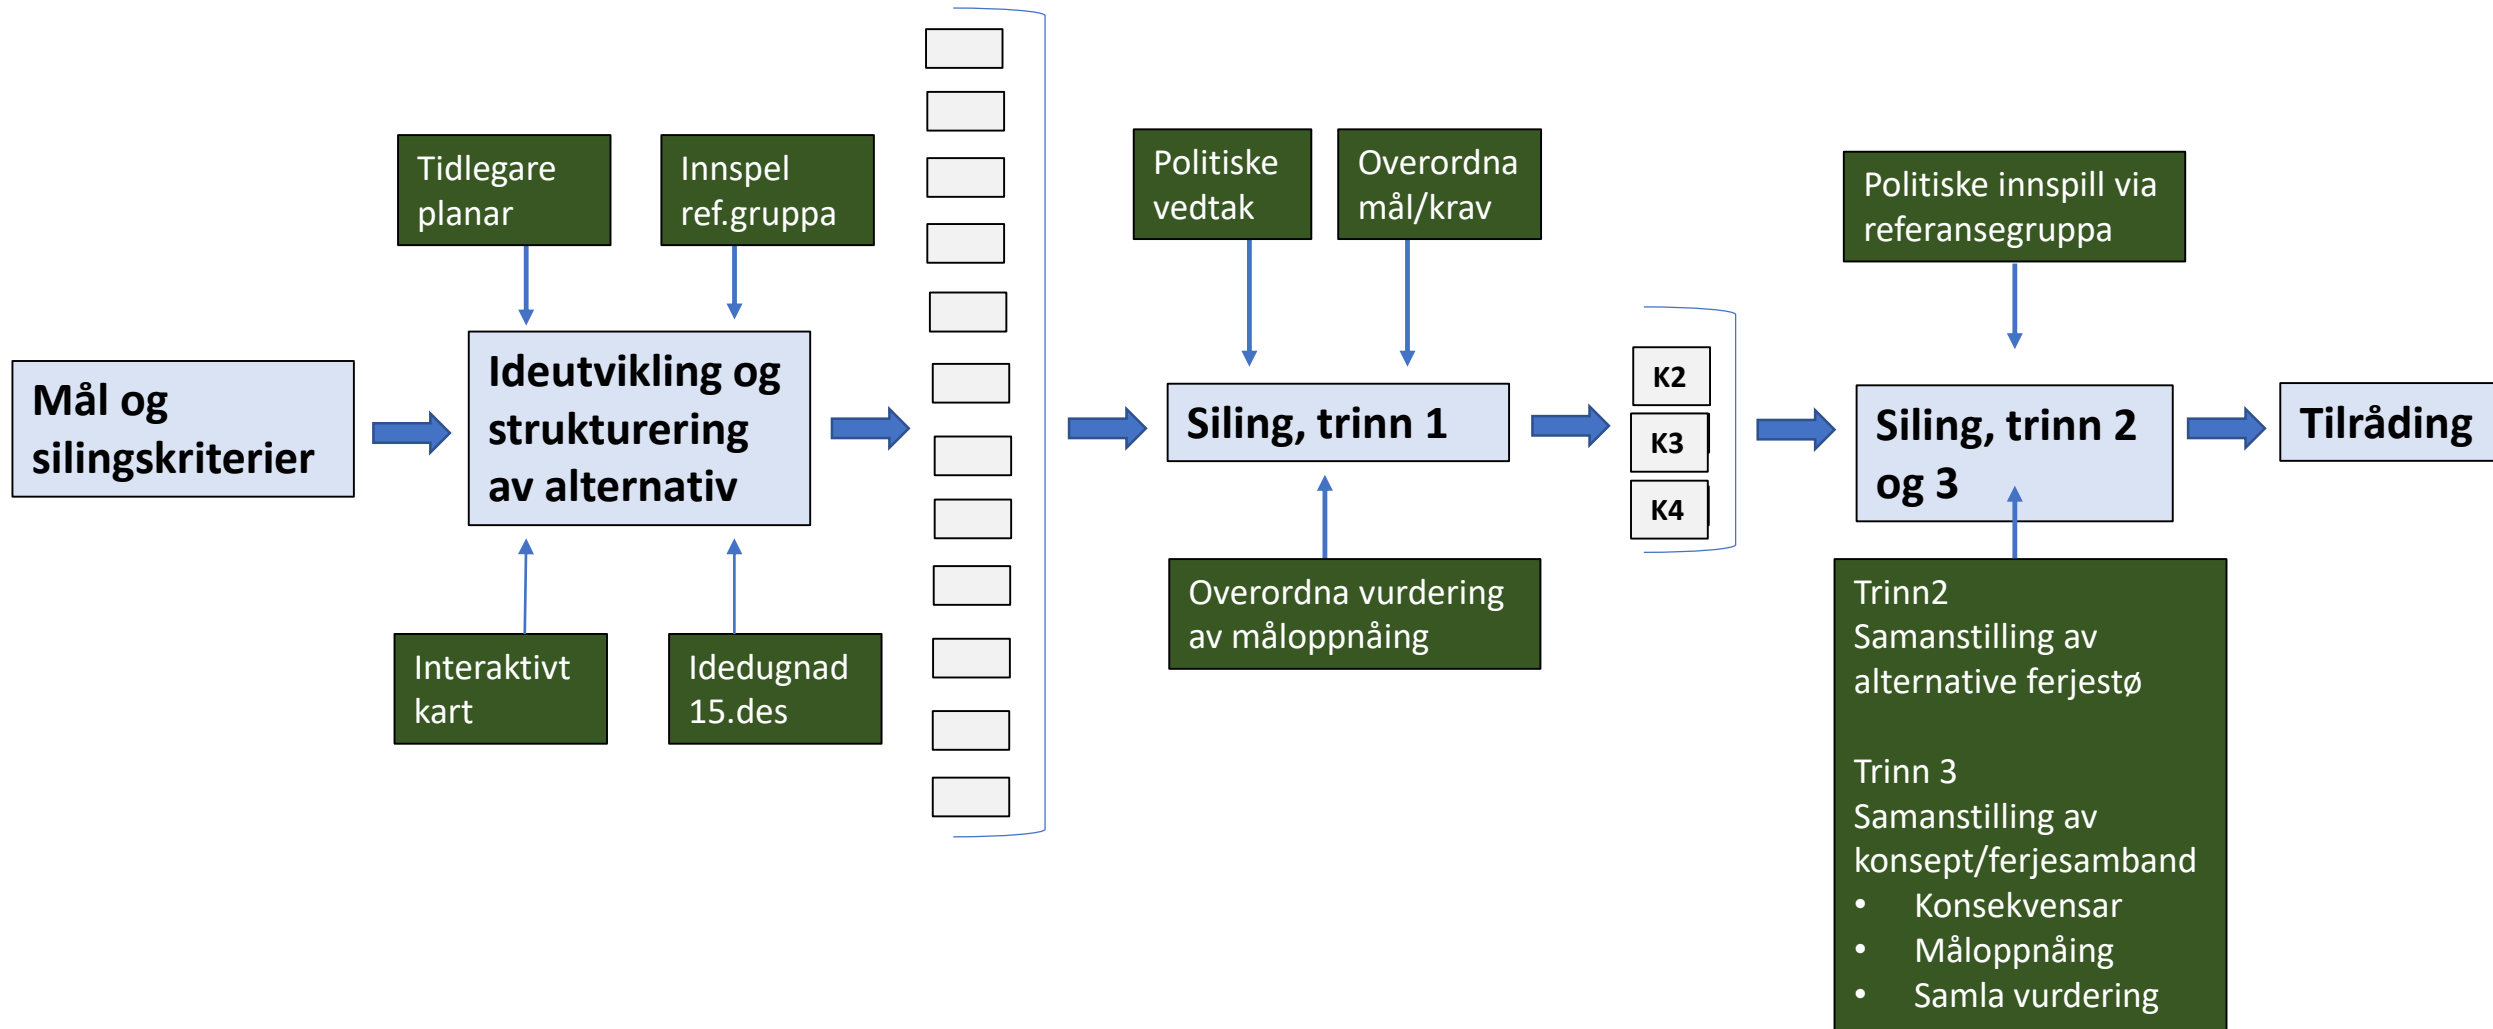 Mål og
silingskriterier
Tidlegare
planar
Innspel
ref.gruppa
Ideutvikling og
strukturering
av alternativ
Interaktivt
kart
Idedugnad
15.des
Politiske
vedtak
Overordna
mål/krav
Siling, trinn 1
Overordna vurdering
av måloppnåing
K2
K3
K4
Politiske innspill via
referansegruppa
Siling, trinn 2
og 3
Trinn2
Samanstilling av
alternative ferjestø
Trinn 3
Samanstilling av
konsept/ferjesamband
• Konsekvensar
• Måloppnåing
• Samla vurdering
Tilråding